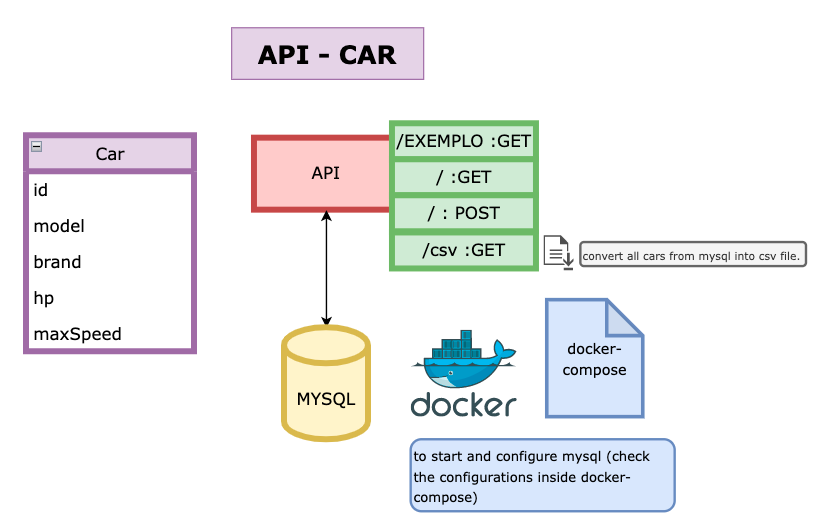 API - CAR
Car
id
model
brand
hp
maxSpeed
API
/EXEMPLO :GET
/ :GET
/ : POST
/csv :GET
convert all cars from mysql into csv file.
MYSQL
docker
docker-
compose
to start and configure mysql (check
the configurations inside docker-
compose)